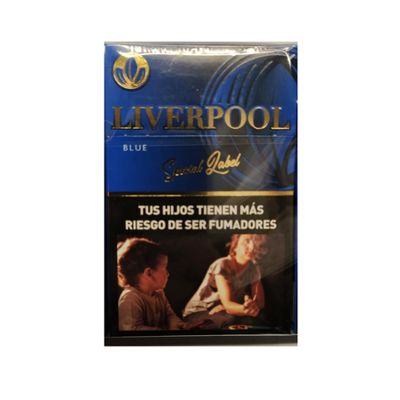 LIVERPOOL
BLUE
Special Label
TUS HIJOS TIENEN MÁS
RIESGO DE SER FUMADORES